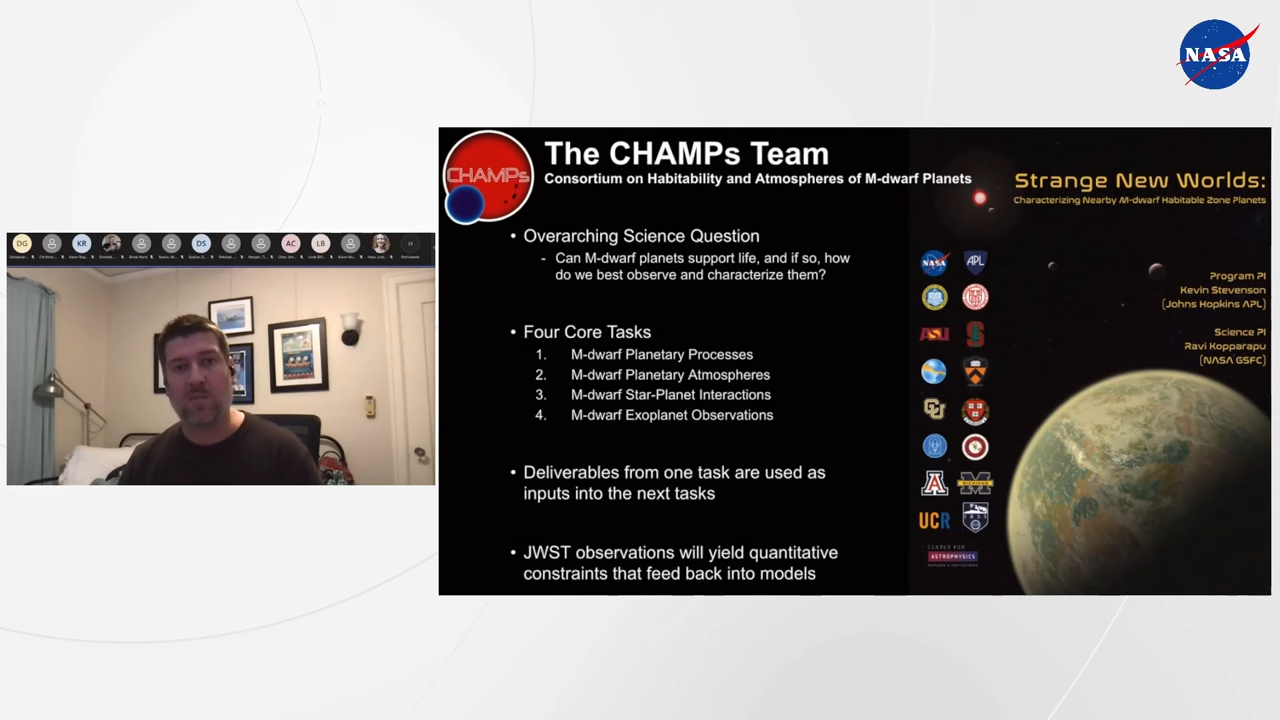 NASA
DG
KR
DS
AC
LB
Participants
CHAMPs
The CHAMPs Team
Consortium on Habitability and Atmospheres of M-dwarf Planets
• Overarching Science Question
- Can M-dwarf planets support life, and if so, how
do we best observe and characterize them?
• Four Core Tasks
1. M-dwarf Planetary Processes
2. M-dwarf Planetary Atmospheres
3. M-dwarf Star-Planet Interactions
4. M-dwarf Exoplanet Observations
• Deliverables from one task are used as
inputs into the next tasks
• JWST observations will yield quantitative
constraints that feed back into models
Strange New Worlds:
Characterizing Nearby M-dwarf Habitable Zone Planets
Program PI
Kevin Stevenson
(Johns Hopkins APL)
Science PI
Ravi Kopparapu
(NASA GSFC)
NASA
APL
ASU
S
CU
A
MICHIGAN
UCR
CENTER FOR
ASTROPHYSICS